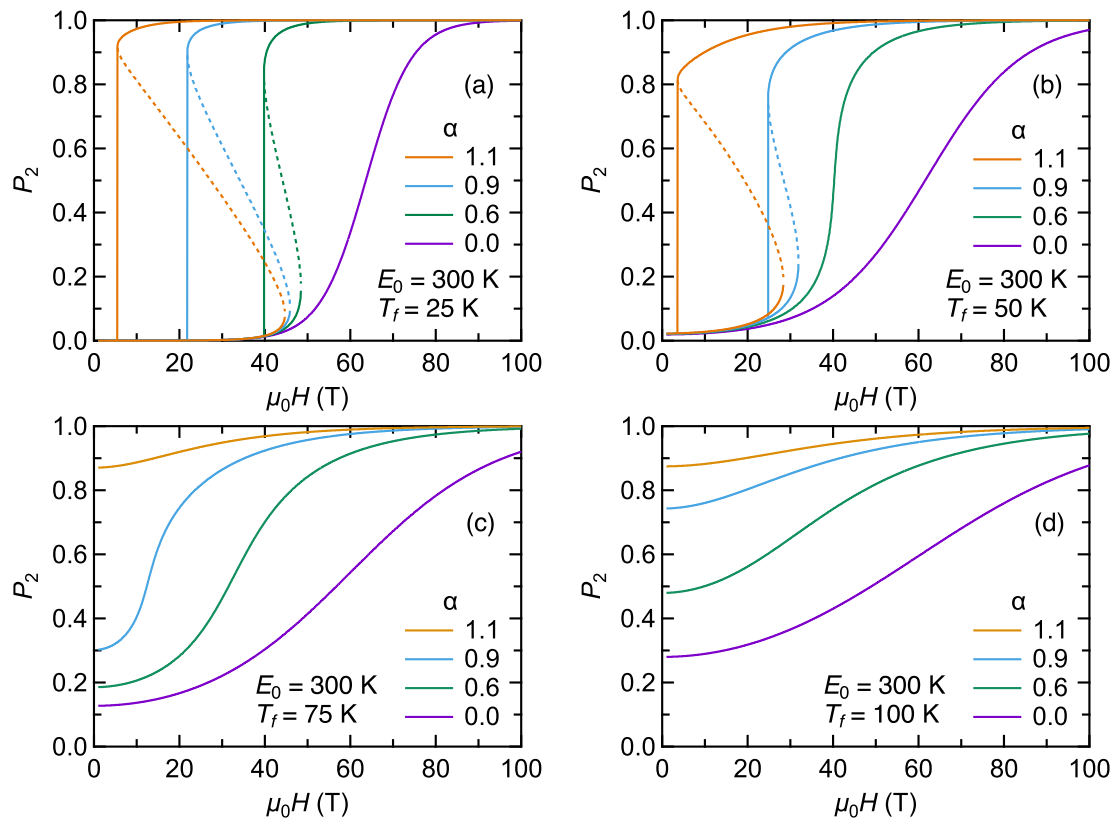 1.0
0.8
0.6
0.4
0.2
0.0
P2
(a)
α
1.1
0.9
0.6
0.0
E0 = 300 K
Tf = 25 K
0 20 40 60 80 100
μ0H (T)
1.0
0.8
0.6
0.4
0.2
0.0
P2
(b)
α
1.1
0.9
0.6
0.0
E0 = 300 K
Tf = 50 K
0 20 40 60 80 100
μ0H (T)
1.0
0.8
0.6
0.4
0.2
0.0
P2
(c)
α
1.1
0.9
0.6
0.0
E0 = 300 K
Tf = 75 K
0 20 40 60 80 100
μ0H (T)
1.0
0.8
0.6
0.4
0.2
0.0
P2
(d)
α
1.1
0.9
0.6
0.0
E0 = 300 K
Tf = 100 K
0 20 40 60 80 100
μ0H (T)